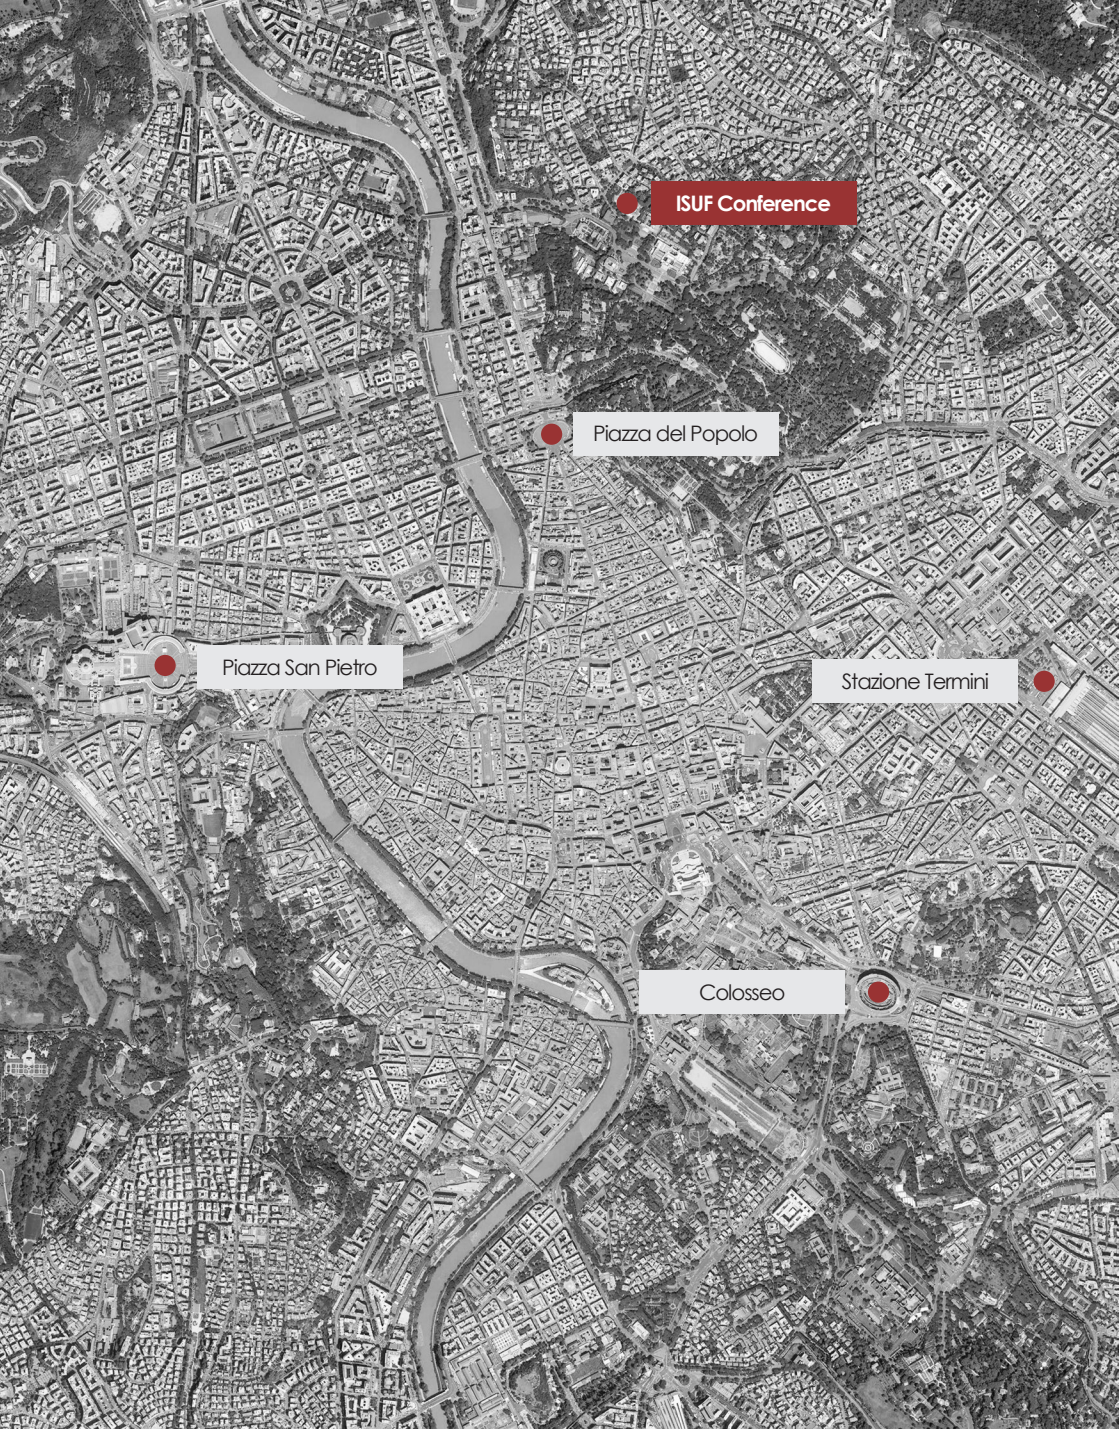 ISUF Conference
Piazza del Popolo
Piazza San Pietro
Stazione Termini
Colosseo